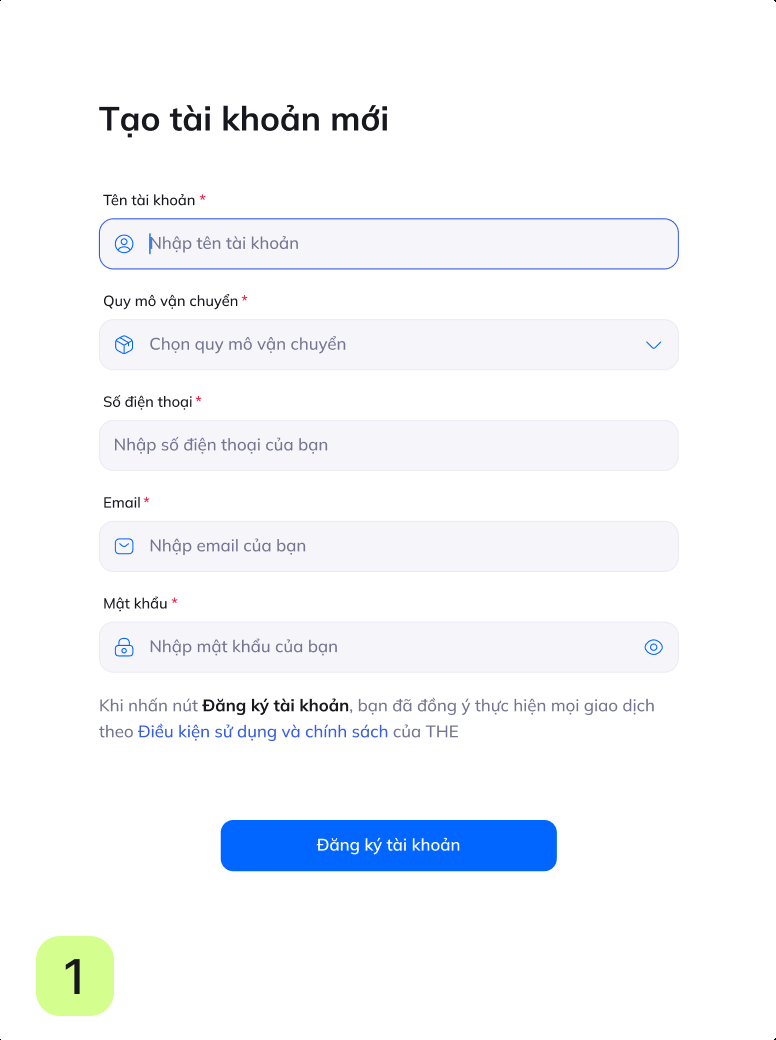 Tạo tài khoản mới
Tên tài khoản *
Nhập tên tài khoản
Quy mô vận chuyển *
Chọn quy mô vận chuyển
Số điện thoại *
Nhập số điện thoại của bạn
Email *
Nhập email của bạn
Mật khẩu *
Nhập mật khẩu của bạn
Khi nhấn nút Đăng ký tài khoản, bạn đã đồng ý thực hiện mọi giao dịch
theo Điều kiện sử dụng và chính sách của THE
Đăng ký tài khoản
1